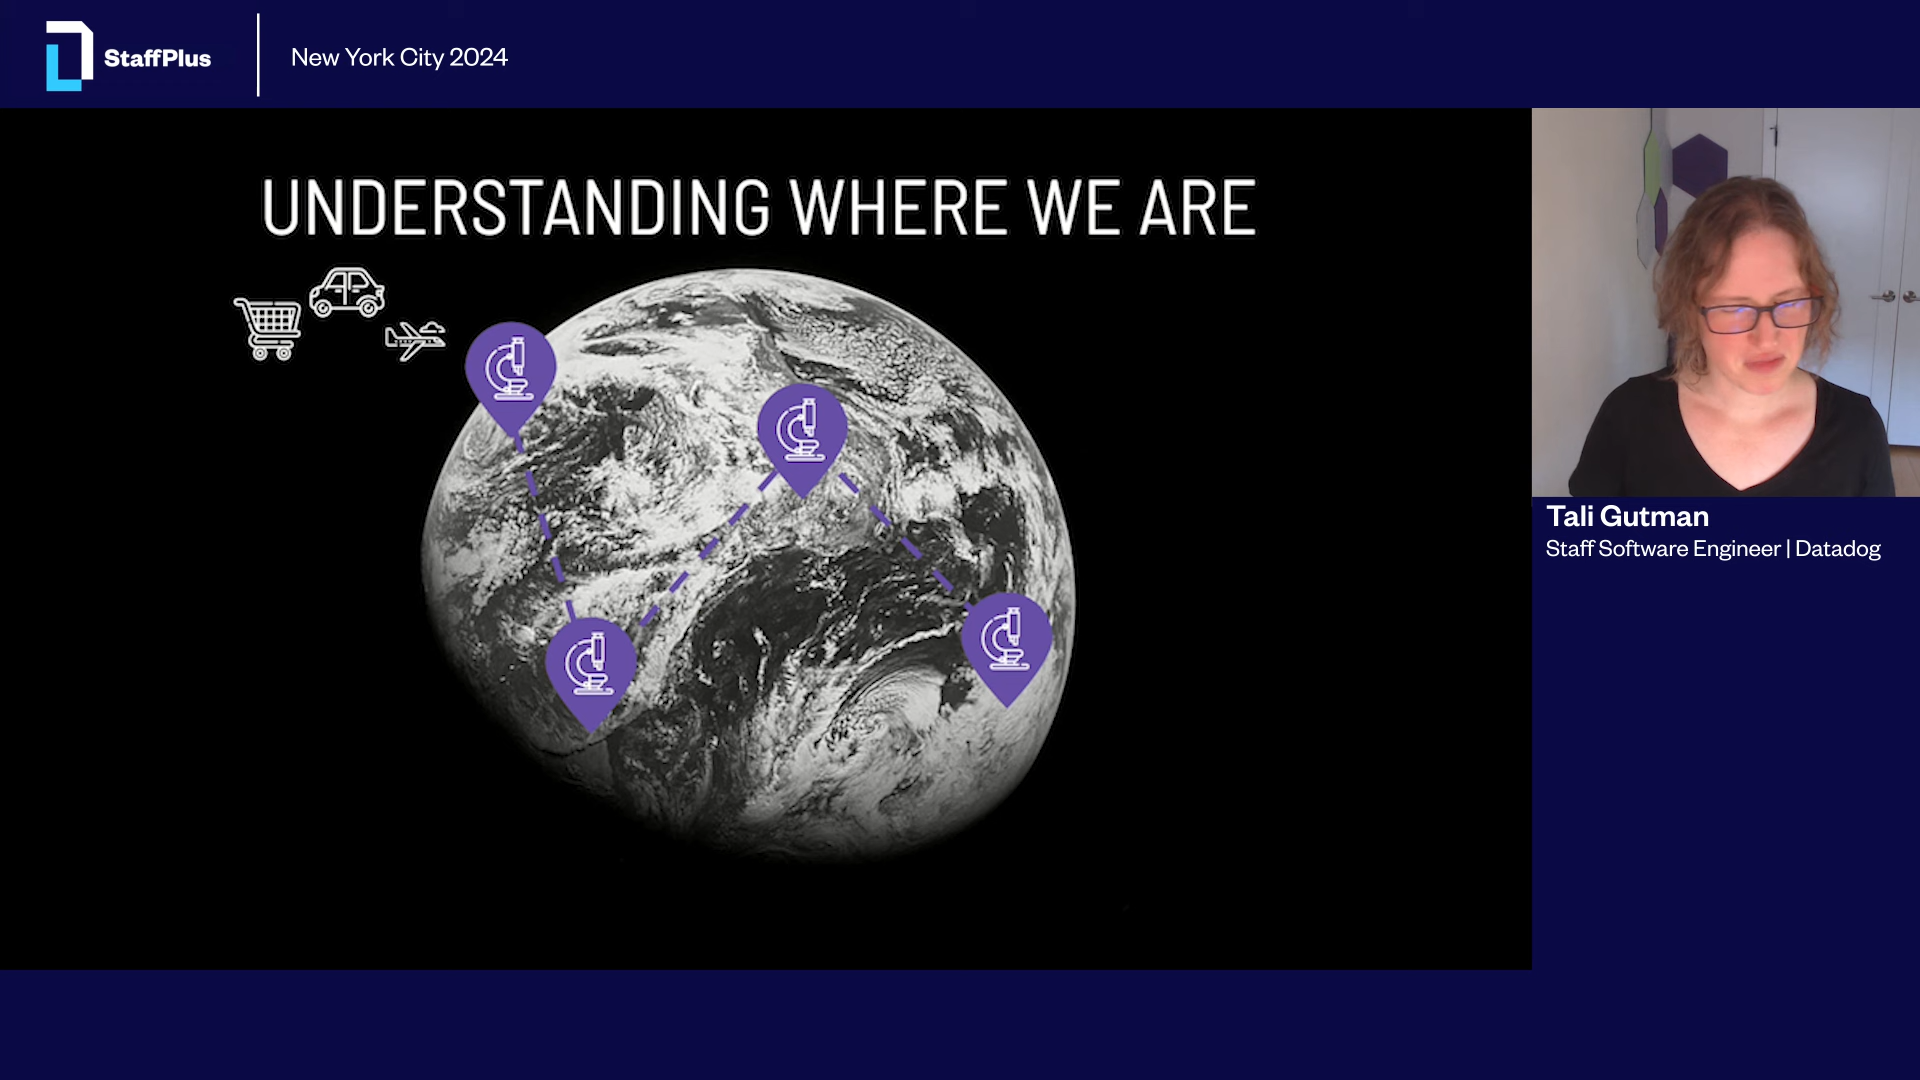 StaffPlus
New York City 2024
UNDERSTANDING WHERE WE ARE
Tali Gutman
Staff Software Engineer | Datadog